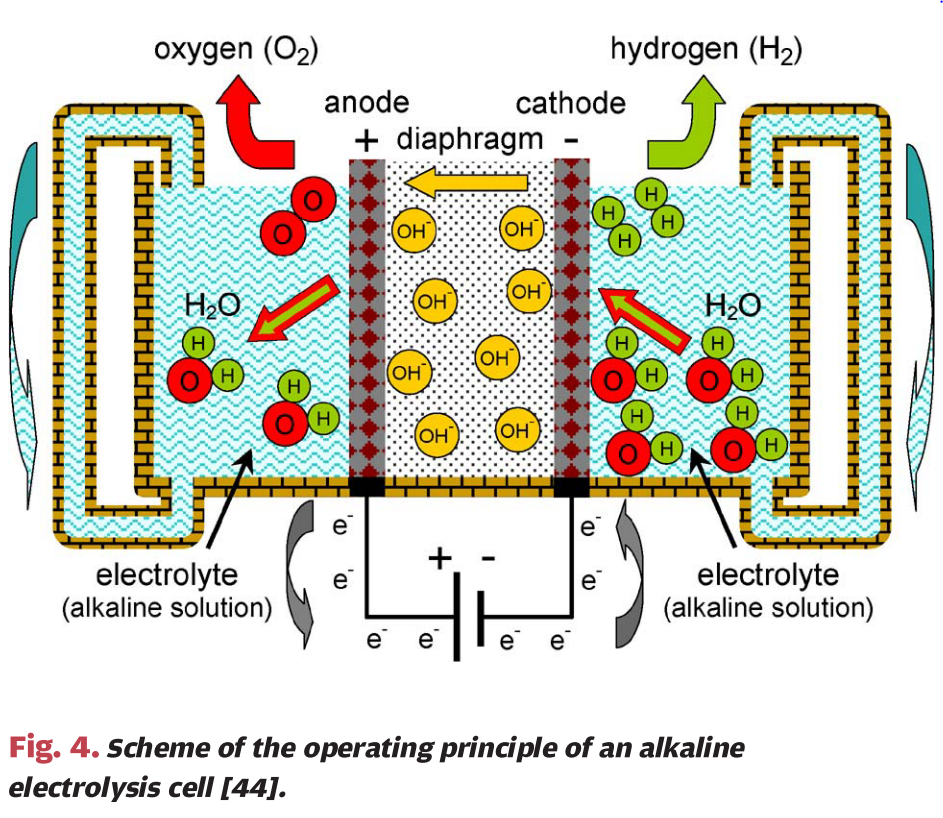 oxygen (O₂)
hydrogen (H₂)
anode
cathode
+
diaphragm
-
O
O
H
H
H
H
OH⁻
OH⁻
OH⁻
OH⁻
OH⁻
OH⁻
OH⁻
OH⁻
H₂O
H₂O
H
O
H
H
O
H
H
O
H
H
O
H
H
O
H
H
O
H
e⁻
e⁻
e⁻
e⁻
+
-
e⁻
e⁻
e⁻
e⁻
electrolyte
(alkaline solution)
electrolyte
(alkaline solution)
Fig. 4. Scheme of the operating principle of an alkaline
electrolysis cell [44].